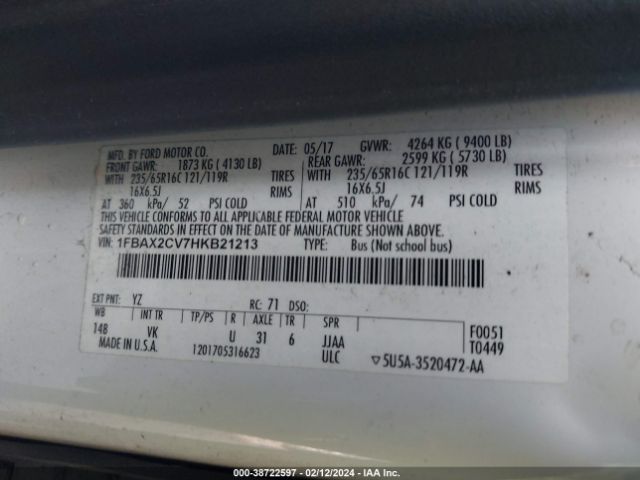 MFD. BY FORD MOTOR CO. DATE: 05/17 GVWR: 4264 KG ( 9400 LB)
FRONT GAWR: 1873 KG ( 4130 LB) REAR GAWR: 2599 KG ( 5730 LB)
WITH 235/65R16C 121/119R TIRES WITH 235/65R16C 121/119R TIRES
16X6.5J RIMS 16X6.5J RIMS
AT 360 kPa/ 52 PSI COLD AT 510 kPa/ 74 PSI COLD
THIS VEHICLE CONFORMS TO ALL APPLICABLE FEDERAL MOTOR VEHICLE
SAFETY STANDARDS IN EFFECT ON THE DATE OF MANUFACTURE SHOWN ABOVE.
VIN: 1FBAX2CV7HKB21213 TYPE: Bus (Not school bus)
EXT PNT: YZ RC: 71 DSO:
WB INT TR TP/PS R AXLE TR SPR F0051
148 VK U 31 6 JJAA T0449
MADE IN U.S.A. 1201705316623 ULC ▽5U5A-3520472-AA
000-38722597 - 02/12/2024 - IAA Inc.